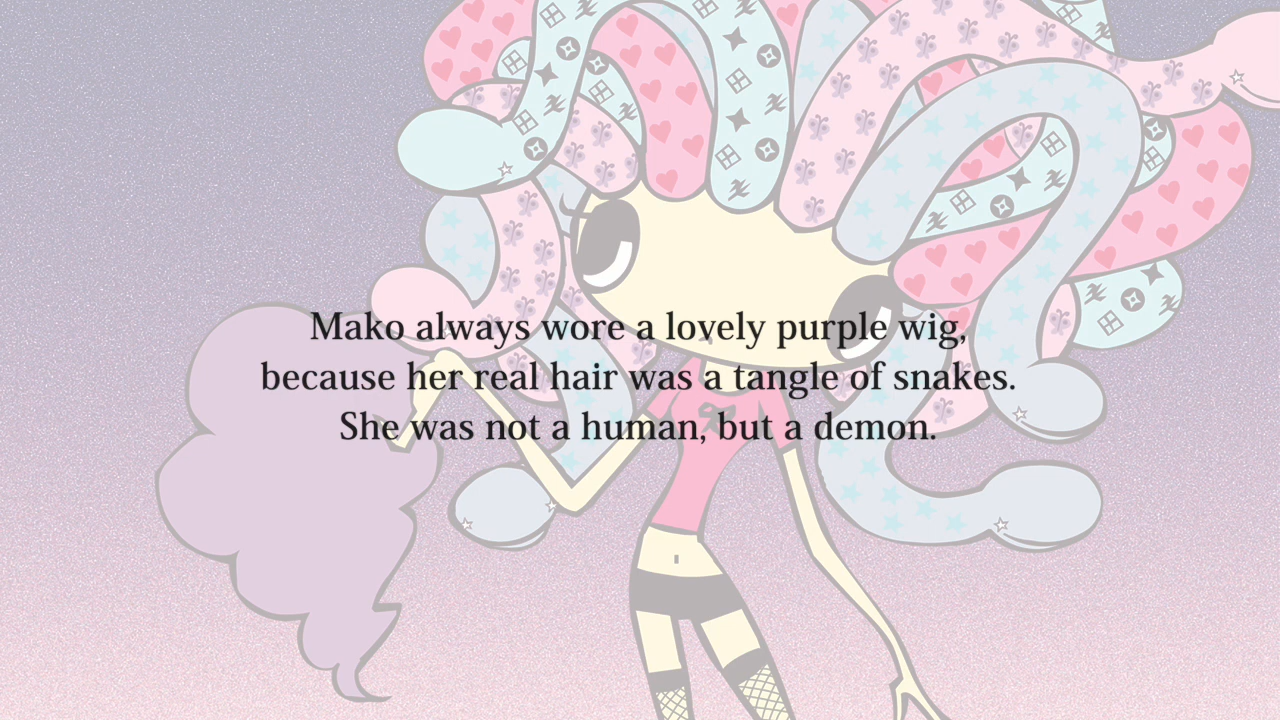 Mako always wore a lovely purple wig,
because her real hair was a tangle of snakes.
She was not a human, but a demon.